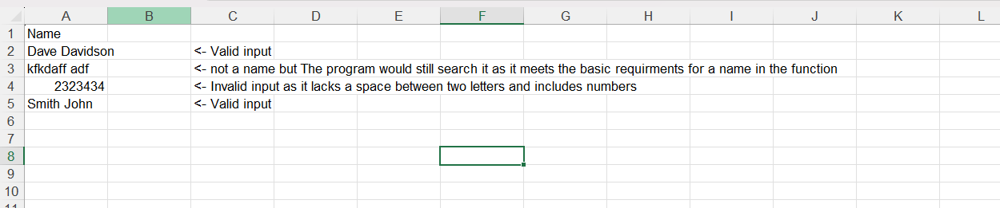 A B C D E F G H I J K L
1 Name
2 Dave Davidson <- Valid input
3 kfkdaff adf <- not a name but The program would still search it as it meets the basic requirments for a name in the function
4 2323434 <- Invalid input as it lacks a space between two letters and includes numbers
5 Smith John <- Valid input
6
7
8
9
10
11